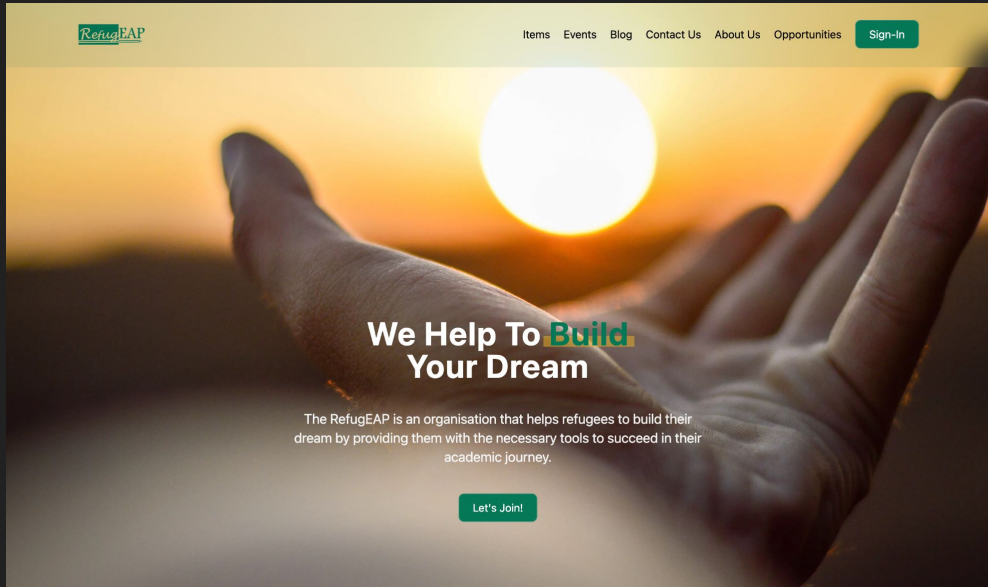 RefugEAP
Items Events Blog Contact Us About Us Opportunities Sign-In
We Help To Build
Your Dream
The RefugEAP is an organisation that helps refugees to build their
dream by providing them with the necessary tools to succeed in their
academic journey.
Let's Join!